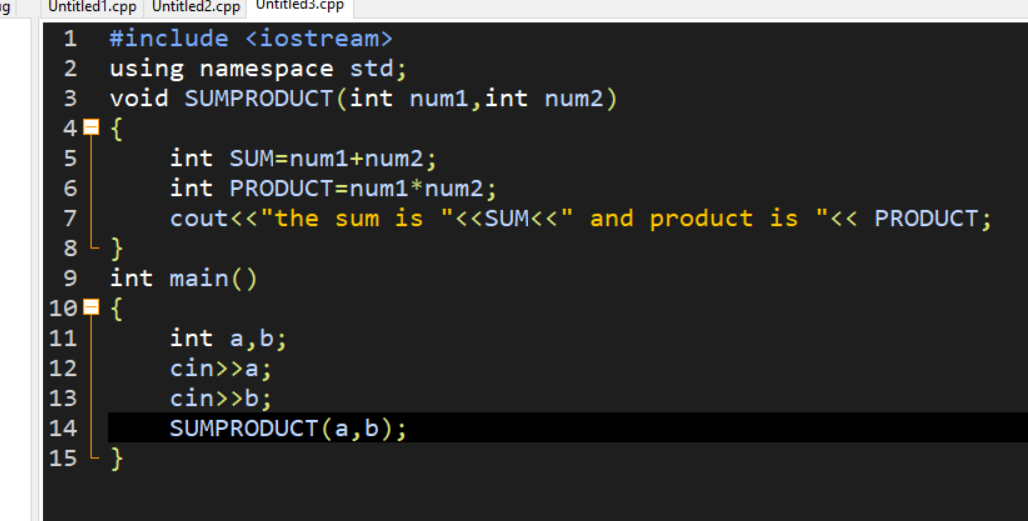 ug Untitled1.cpp Untitled2.cpp Untitled3.cpp
1 #include <iostream>
2 using namespace std;
3 void SUMPRODUCT(int num1,int num2)
4 {
5 int SUM=num1+num2;
6 int PRODUCT=num1*num2;
7 cout<<"the sum is "<<SUM<<" and product is "<< PRODUCT;
8 }
9 int main()
10 {
11 int a,b;
12 cin>>a;
13 cin>>b;
14 SUMPRODUCT(a,b);
15 }